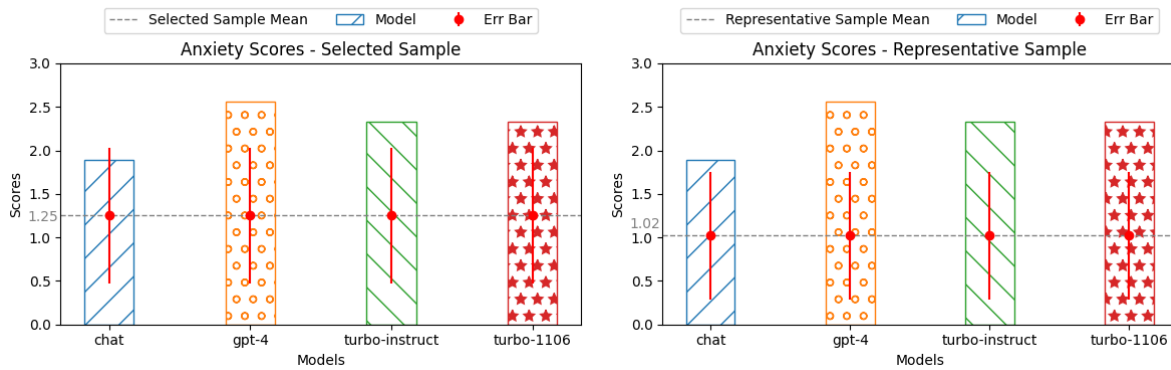 Selected Sample Mean Model Err Bar
Anxiety Scores - Selected Sample
3.0
2.5
2.0
1.5
1.25
1.0
0.5
0.0
Scores
chat gpt-4 turbo-instruct turbo-1106
Models
Representative Sample Mean Model Err Bar
Anxiety Scores - Representative Sample
3.0
2.5
2.0
1.5
1.02
1.0
0.5
0.0
Scores
chat gpt-4 turbo-instruct turbo-1106
Models